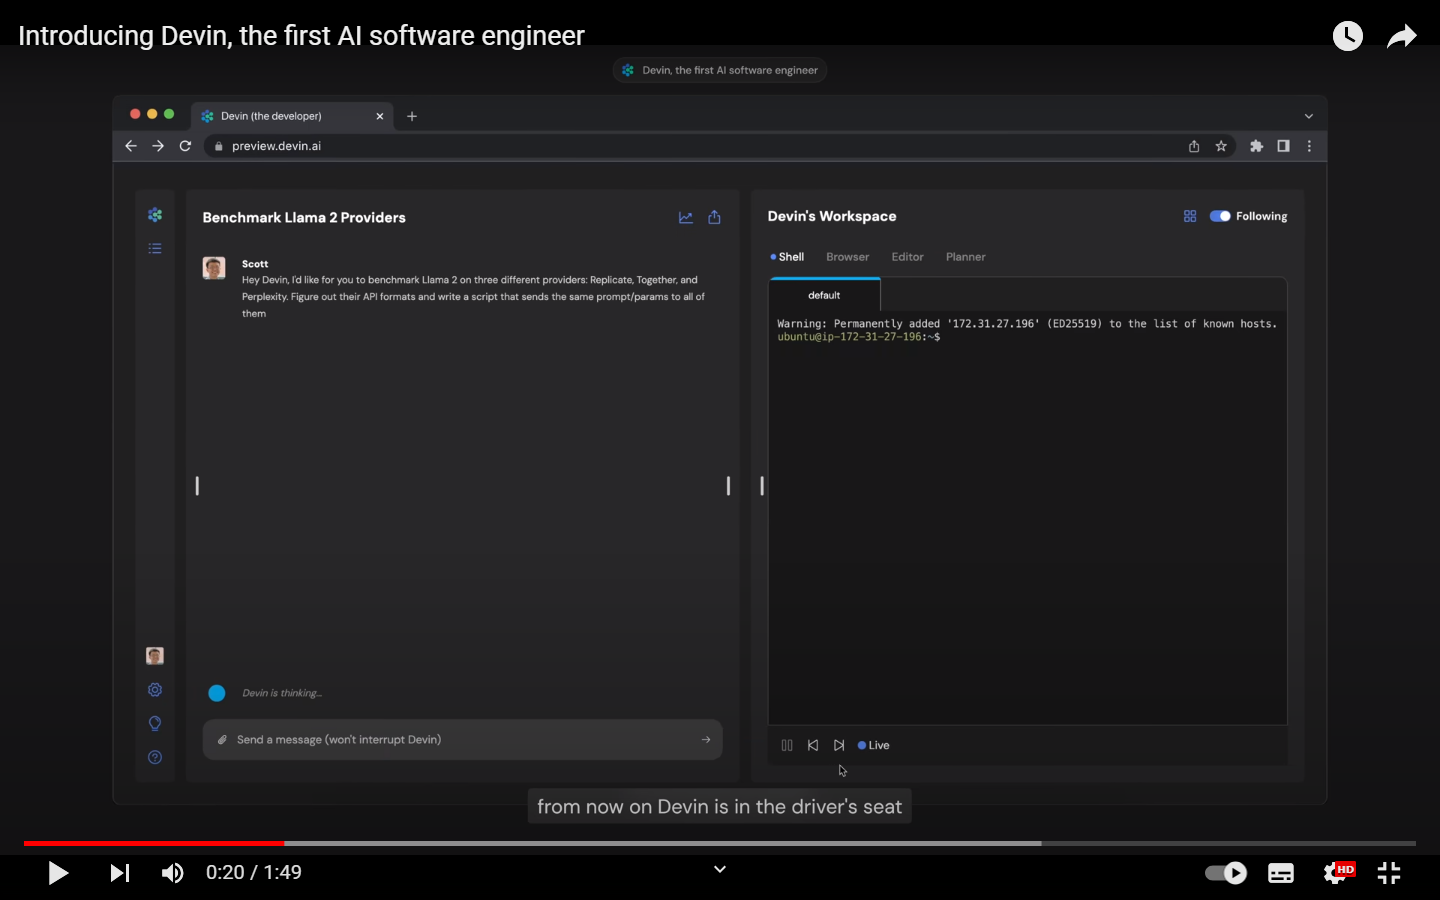 Introducing Devin, the first AI software engineer
Devin, the first AI software engineer
Devin (the developer)
preview.devin.ai
Benchmark Llama 2 Providers
Scott
Hey Devin, I'd like for you to benchmark Llama 2 on three different providers: Replicate, Together, and
Perplexity. Figure out their API formats and write a script that sends the same prompt/params to all of
them
Devin is thinking...
Send a message (won't interrupt Devin)
Devin's Workspace
Following
Shell Browser Editor Planner
default
Warning: Permanently added '172.31.27.196' (ED25519) to the list of known hosts.
ubuntu@ip-172-31-27-196:~$
Live
from now on Devin is in the driver's seat
0:20 / 1:49
HD